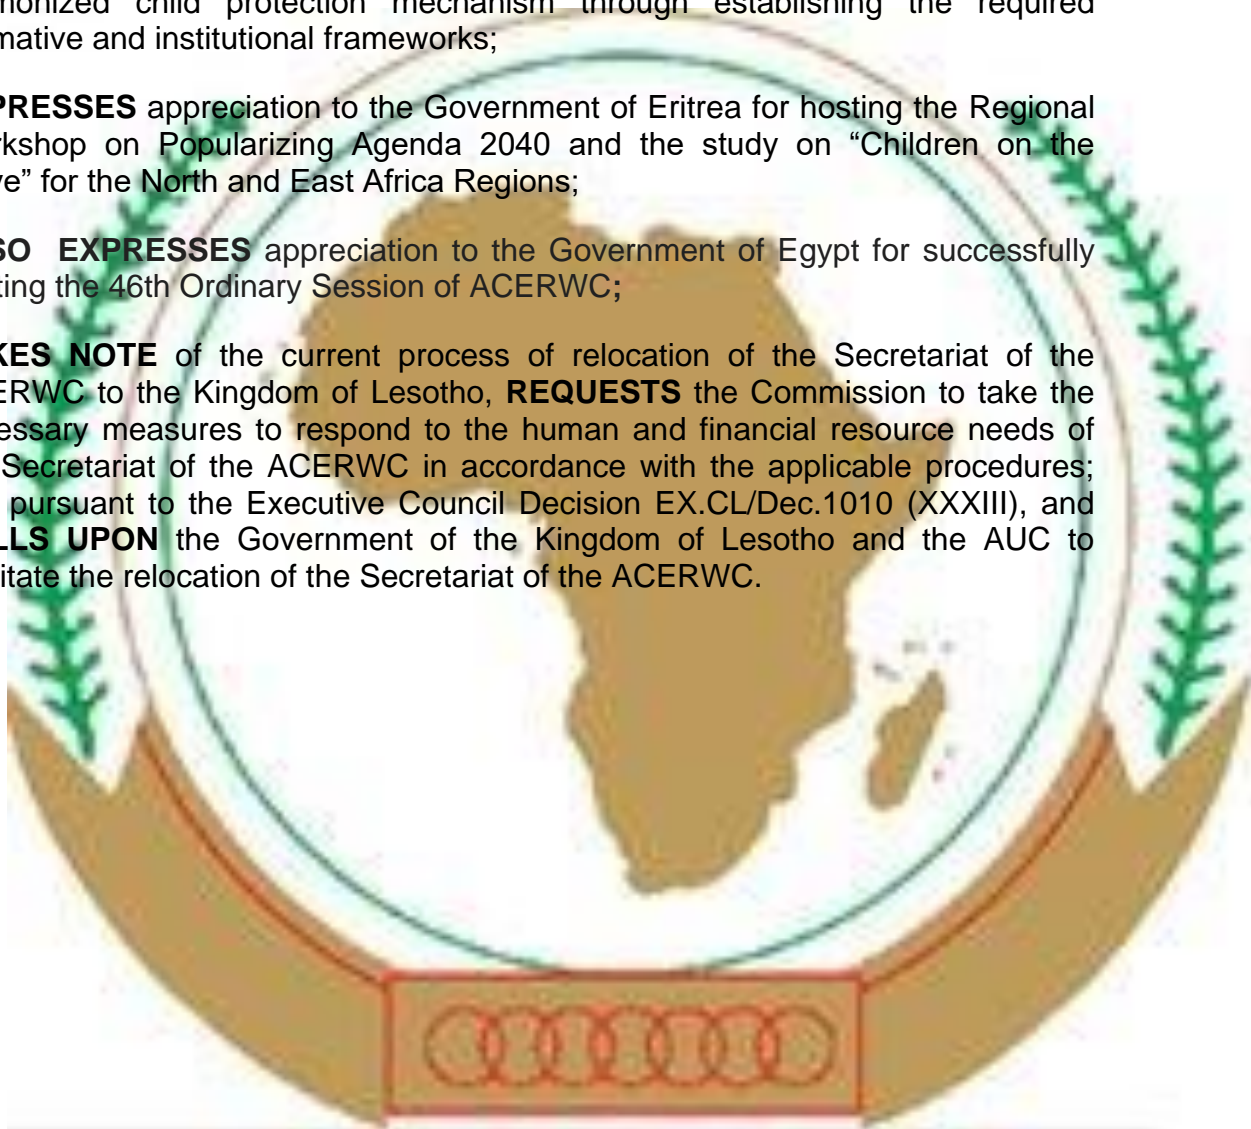 monized child protection mechanism through establishing the required
mative and institutional frameworks;
PRESSES appreciation to the Government of Eritrea for hosting the Regional
rkshop on Popularizing Agenda 2040 and the study on “Children on the
ve” for the North and East Africa Regions;
SO EXPRESSES appreciation to the Government of Egypt for successfully
ting the 46th Ordinary Session of ACERWC;
KES NOTE of the current process of relocation of the Secretariat of the
ERWC to the Kingdom of Lesotho, REQUESTS the Commission to take the
essary measures to respond to the human and financial resource needs of
Secretariat of the ACERWC in accordance with the applicable procedures;
pursuant to the Executive Council Decision EX.CL/Dec.1010 (XXXIII), and
LLS UPON the Government of the Kingdom of Lesotho and the AUC to
itate the relocation of the Secretariat of the ACERWC.